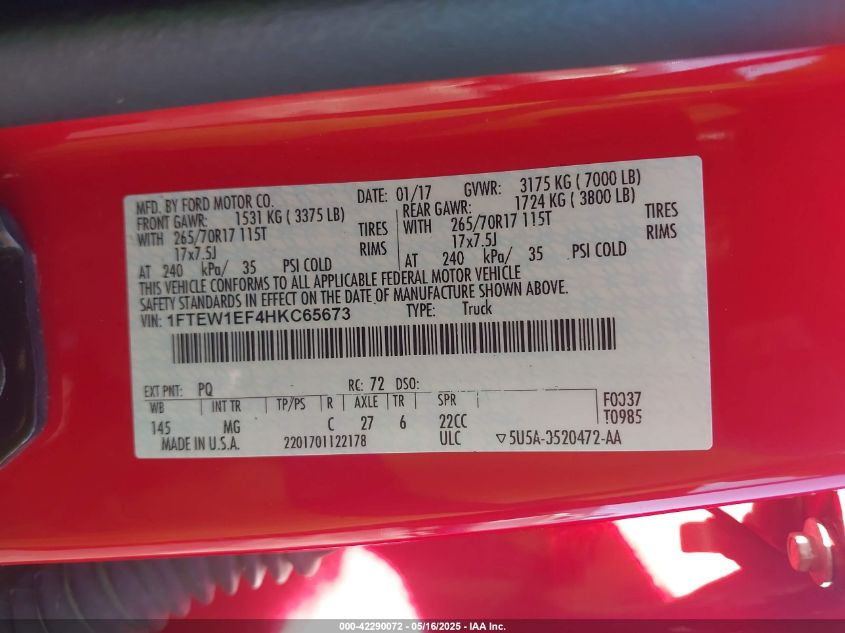 MFD. BY FORD MOTOR CO. DATE: 01/17 GVWR: 3175 KG ( 7000 LB)
FRONT GAWR: 1531 KG ( 3375 LB) REAR GAWR: 1724 KG ( 3800 LB)
WITH 265/70R17 115T TIRES WITH 265/70R17 115T TIRES
17x7.5J RIMS 17x7.5J RIMS
AT 240 kPa/ 35 PSI COLD AT 240 kPa/ 35 PSI COLD
THIS VEHICLE CONFORMS TO ALL APPLICABLE FEDERAL MOTOR VEHICLE
SAFETY STANDARDS IN EFFECT ON THE DATE OF MANUFACTURE SHOWN ABOVE.
VIN: 1FTEW1EF4HKC65673 TYPE: Truck
EXT PNT: PQ RC: 72 DSO:
WB INT TR TP/PS R AXLE TR SPR F0037
145 MG C 27 6 22CC T0985
MADE IN U.S.A. 2201701122178 ULC ▽5U5A-3520472-AA
000-42290072 - 05/16/2025 - IAA Inc.